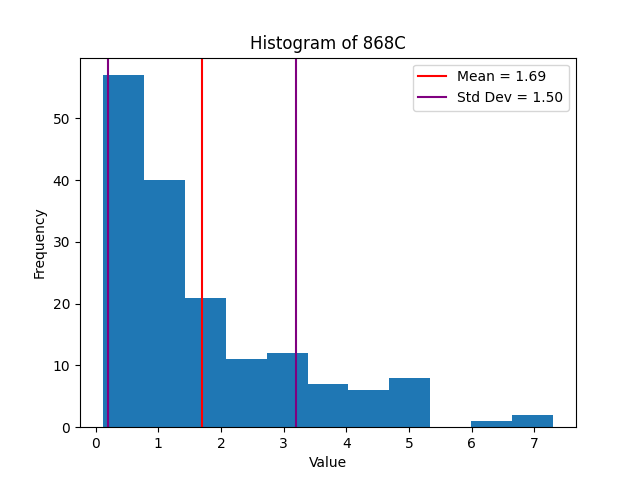 Histogram of 868C
Mean = 1.69
Std Dev = 1.50
Frequency
50
40
30
20
10
0
0 1 2 3 4 5 6 7
Value